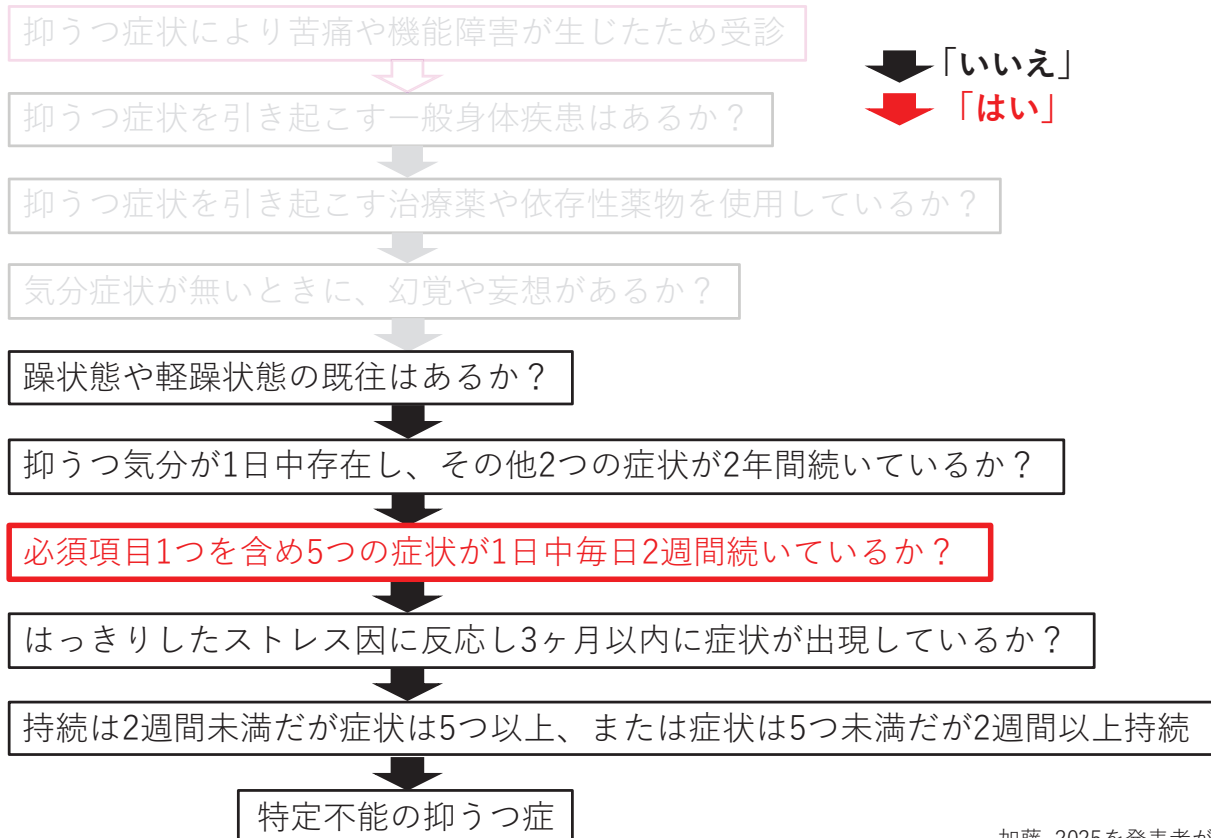 抑うつ症状により苦痛や機能障害が生じたため受診
「いいえ」
「はい」
抑うつ症状を引き起こす一般身体疾患はあるか？
抑うつ症状を引き起こす治療薬や依存性薬物を使用しているか？
気分症状が無いときに、幻覚や妄想があるか？
躁状態や軽躁状態の既往はあるか？
抑うつ気分が1日中存在し、その他2つの症状が2年間続いているか？
必須項目1つを含め5つの症状が1日中毎日2週間続いているか？
はっきりしたストレス因に反応し3ヶ月以内に症状が出現しているか？
持続は2週間未満だが症状は5つ以上、または症状は5つ未満だが2週間以上持続
特定不能の抑うつ症
加藤, 2025を発表者が